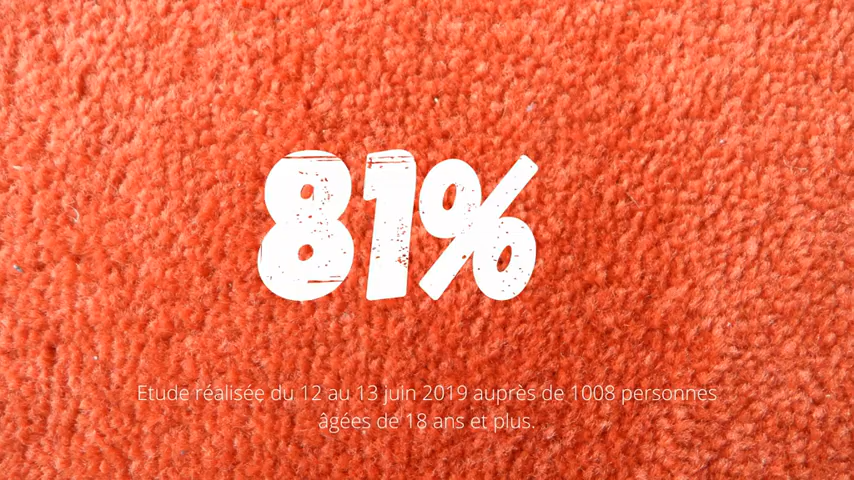 81%
Etude réalisée du 12 au 13 juin 2019 auprès de 1008 personnes
âgées de 18 ans et plus.